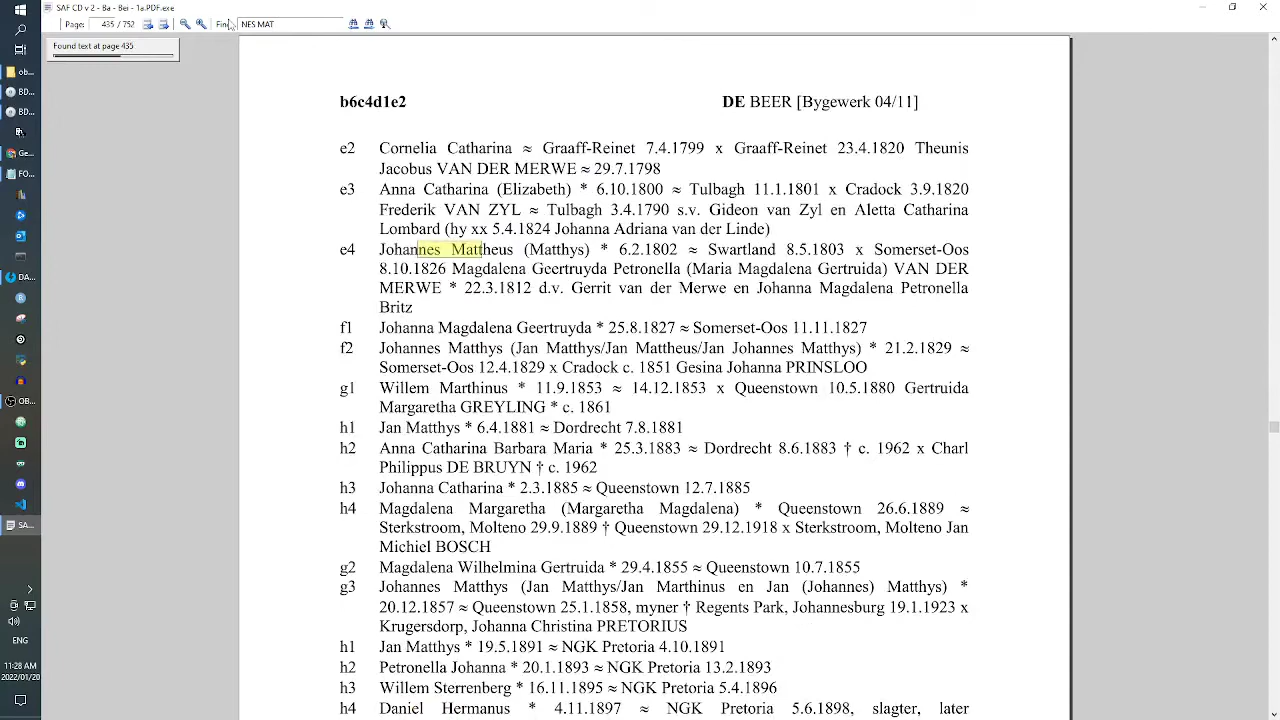 SAF CD v 2 - Ba - Bei - 1a.PDF.exe
Page: 435 / 752 Find: NES MAT
Found text at page 435
b6c4d1e2 DE BEER [Bygewerk 04/11]
e2 Cornelia Catharina ≈ Graaff-Reinet 7.4.1799 x Graaff-Reinet 23.4.1820 Theunis
Jacobus VAN DER MERWE ≈ 29.7.1798
e3 Anna Catharina (Elizabeth) * 6.10.1800 ≈ Tulbagh 11.1.1801 x Cradock 3.9.1820
Frederik VAN ZYL ≈ Tulbagh 3.4.1790 s.v. Gideon van Zyl en Aletta Catharina
Lombard (hy xx 5.4.1824 Johanna Adriana van der Linde)
e4 Johannes Mattheus (Matthys) * 6.2.1802 ≈ Swartland 8.5.1803 x Somerset-Oos
8.10.1826 Magdalena Geertruyda Petronella (Maria Magdalena Gertruida) VAN DER
MERWE * 22.3.1812 d.v. Gerrit van der Merwe en Johanna Magdalena Petronella
Britz
f1 Johanna Magdalena Geertruyda * 25.8.1827 ≈ Somerset-Oos 11.11.1827
f2 Johannes Matthys (Jan Matthys/Jan Mattheus/Jan Johannes Matthys) * 21.2.1829 ≈
Somerset-Oos 12.4.1829 x Cradock c. 1851 Gesina Johanna PRINSLOO
g1 Willem Marthinus * 11.9.1853 ≈ 14.12.1853 x Queenstown 10.5.1880 Gertruida
Margaretha GREYLING * c. 1861
h1 Jan Matthys * 6.4.1881 ≈ Dordrecht 7.8.1881
h2 Anna Catharina Barbara Maria * 25.3.1883 ≈ Dordrecht 8.6.1883 † c. 1962 x Charl
Philippus DE BRUYN † c. 1962
h3 Johanna Catharina * 2.3.1885 ≈ Queenstown 12.7.1885
h4 Magdalena Margaretha (Margaretha Magdalena) * Queenstown 26.6.1889 ≈
Sterkstroom, Molteno 29.9.1889 † Queenstown 29.12.1918 x Sterkstroom, Molteno Jan
Michiel BOSCH
g2 Magdalena Wilhelmina Gertruida * 29.4.1855 ≈ Queenstown 10.7.1855
g3 Johannes Matthys (Jan Matthys/Jan Marthinus en Jan (Johannes) Matthys) *
20.12.1857 ≈ Queenstown 25.1.1858, myner † Regents Park, Johannesburg 19.1.1923 x
Krugersdorp, Johanna Christina PRETORIUS
h1 Jan Matthys * 19.5.1891 ≈ NGK Pretoria 4.10.1891
h2 Petronella Johanna * 20.1.1893 ≈ NGK Pretoria 13.2.1893
h3 Willem Sterrenberg * 16.11.1895 ≈ NGK Pretoria 5.4.1896
h4 Daniel Hermanus * 4.11.1897 ≈ NGK Pretoria 5.6.1898, slagter, later
ob...
BD...
BD...
Ge...
FO...
DA...
OB...
SA...
ENG
11:28 AM
2022/01/20